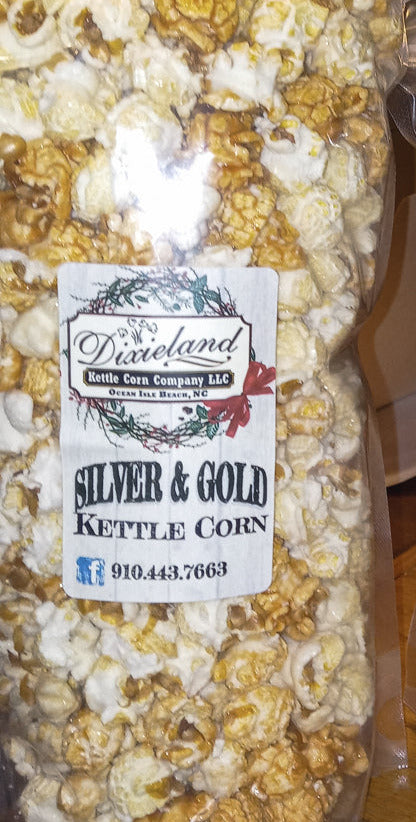 Dixieland
Kettle Corn Company LLC
Ocean Isle Beach, NC
SILVER & GOLD
KETTLE CORN
f 910.443.7663